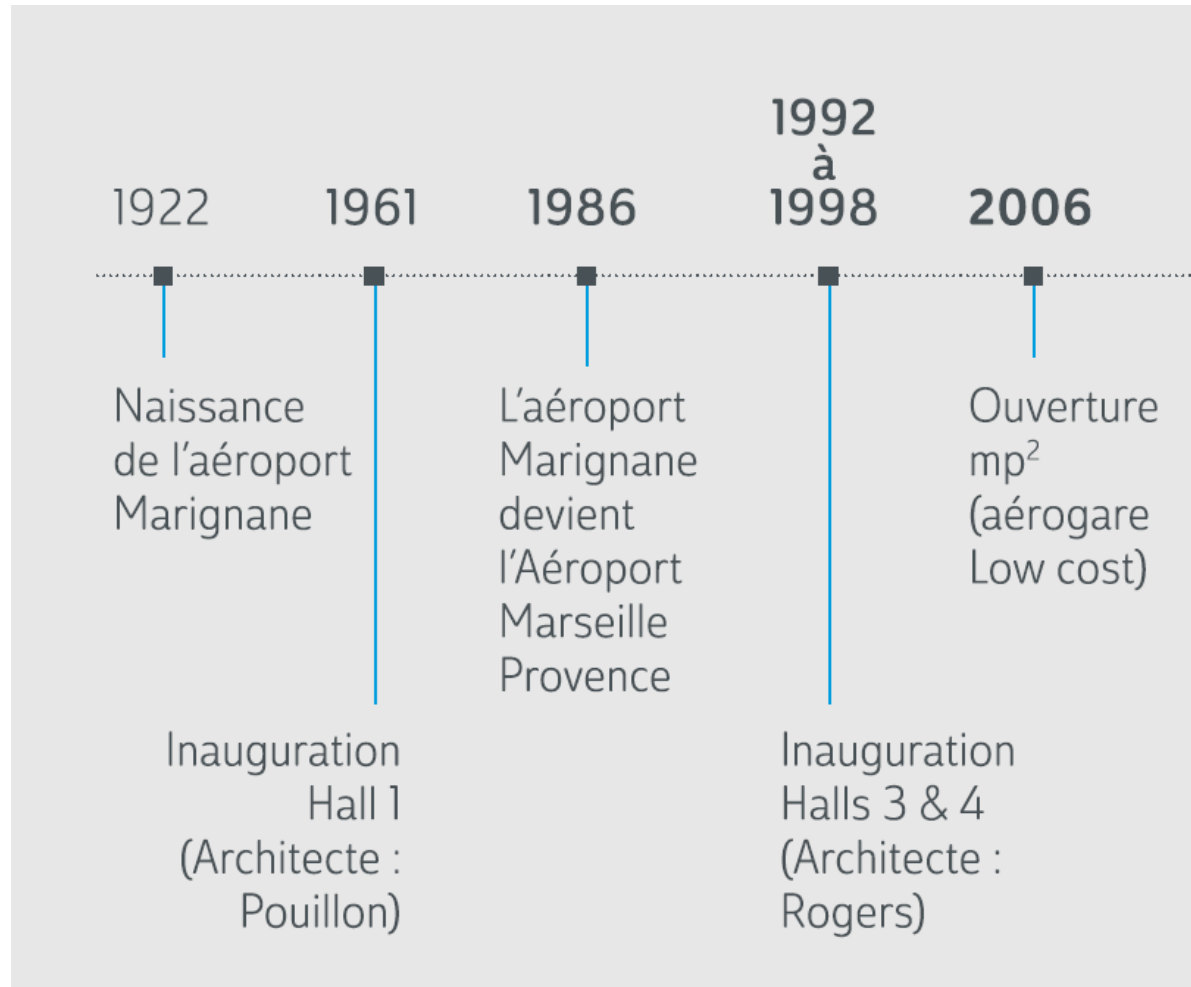 1922
Naissance
de l'aéroport
Marignane
1961
Inauguration
Hall 1
(Architecte :
Pouillon)
1986
L'aéroport
Marignane
devient
l'Aéroport
Marseille
Provence
1992
à
1998
Inauguration
Halls 3 & 4
(Architecte :
Rogers)
2006
Ouverture
mp²
(aérogare
Low cost)